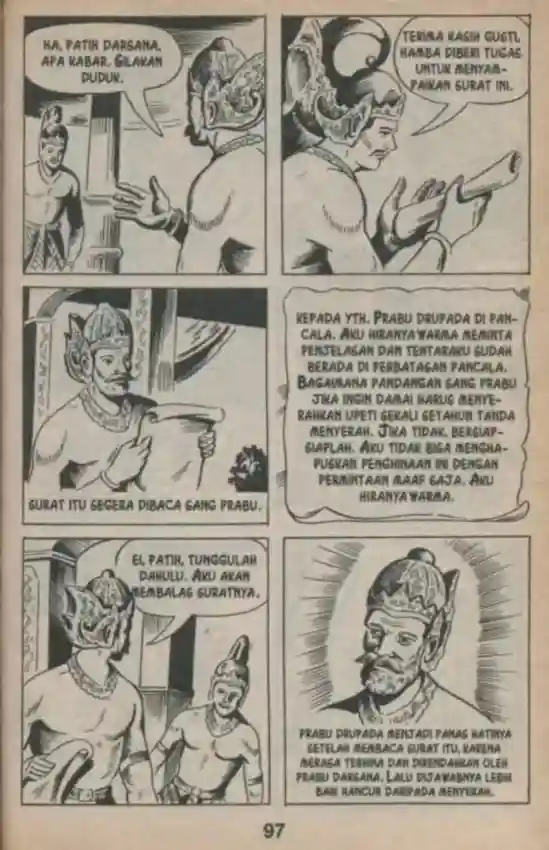 HA, PATIH DARSANA,
APA KABAR. SILAKAN
DUDUK.
TERIMA KASIH GUSTI,
HAMBA DIBERI TUGAS
UNTUK MENYAM-
PAIKAN SURAT INI.
SURAT ITU SEGERA DIBACA SANG PRABU.
KEPADA YTH. PRABU DRUPADA DI PAN-
CALA. AKU HIRANYAWARMA MEMINTA
PENJELASAN DAN TENTARAKU SUDAH
BERADA DI PERBATASAN PANCALA.
BAGAIMANA PANDANGAN SANG PRABU
JIKA INGIN DAMAI HARUS MENYE-
RAHKAN UPETI SEKALI SETAHUN TANDA
MENYERAH. JIKA TIDAK, BERSIAP-
SIAPLAH. AKU TIDAK BISA MENGHA-
PUSKAN PENGHINAAN INI DENGAN
PERMINTAAN MAAF SAJA. AKU
HIRANYAWARMA.
EI, PATIH, TUNGGULAH
DAHULU. AKU AKAN
MEMBALAS SURATNYA.
PRABU DRUPADA MENJADI PANAS HATINYA
SETELAH MEMBACA SURAT ITU, KARENA
MERASA TERHINA DAN DIRENDAHKAN OLEH
PRABU DARSANA. LALU DIJAWABNYA LEBIH
BAIK HANCUR DARIPADA MENYERAH.
97